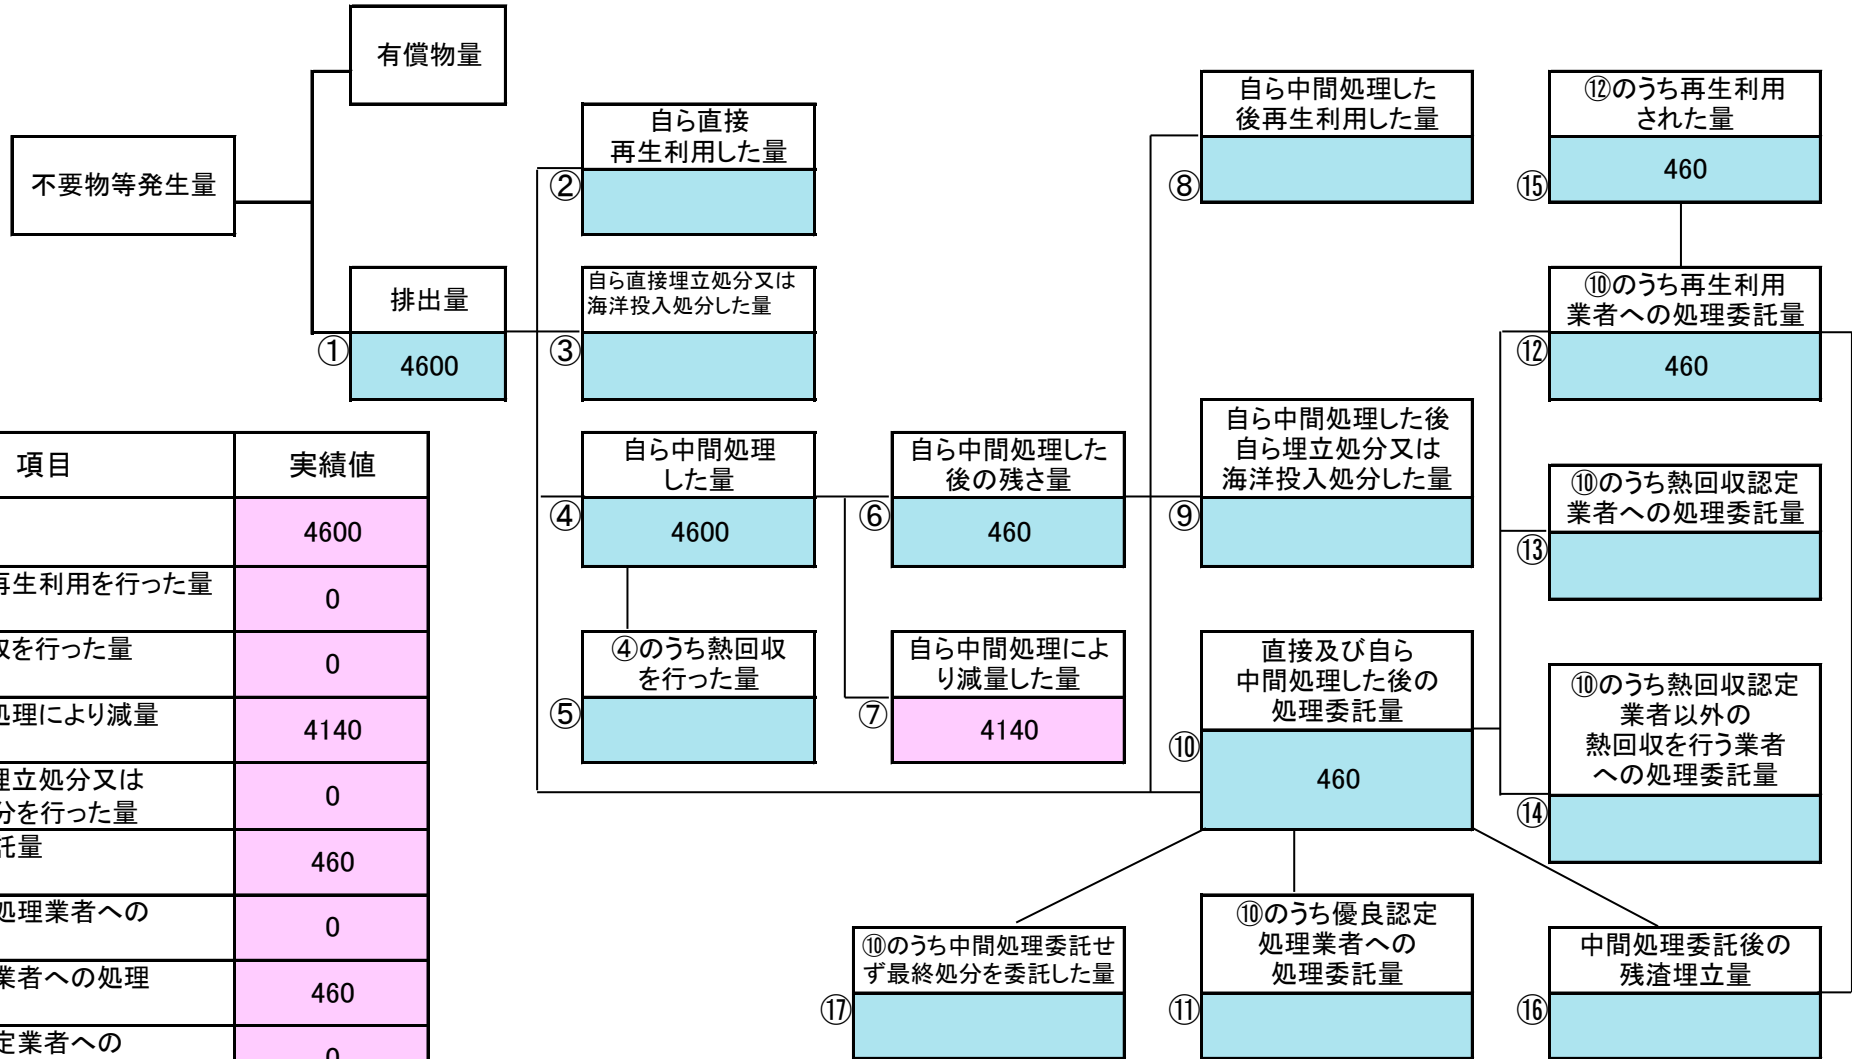 有償物量
不要物等発生量
排出量
①
4600
自ら直接
再生利用した量
②
自ら直接埋立処分又は
海洋投入処分した量
③
自ら中間処理
した量
④
4600
④のうち熱回収
を行った量
⑤
自ら中間処理した
後の残さ量
⑥
460
自ら中間処理によ
り減量した量
⑦
4140
自ら中間処理した
後再生利用した量
⑧
自ら中間処理した後
自ら埋立処分又は
海洋投入処分した量
⑨
直接及び自ら
中間処理した後の
処理委託量
⑩
460
⑩のうち優良認定
処理業者への
処理委託量
⑪
⑫のうち再生利用
された量
⑮
460
⑩のうち再生利用
業者への処理委託量
⑫
460
⑩のうち熱回収認定
業者への処理委託量
⑬
⑩のうち熱回収認定
業者以外の
熱回収を行う業者
への処理委託量
⑭
中間処理委託後の
残渣埋立量
⑯
⑩のうち中間処理委託せ
ず最終処分を委託した量
⑰
項目 実績値
4600
再生利用を行った量 0
を行った量 0
処理により減量 4140
埋立処分又は
分を行った量 0
託量 460
処理業者への 0
業者への処理 460
定業者への 0